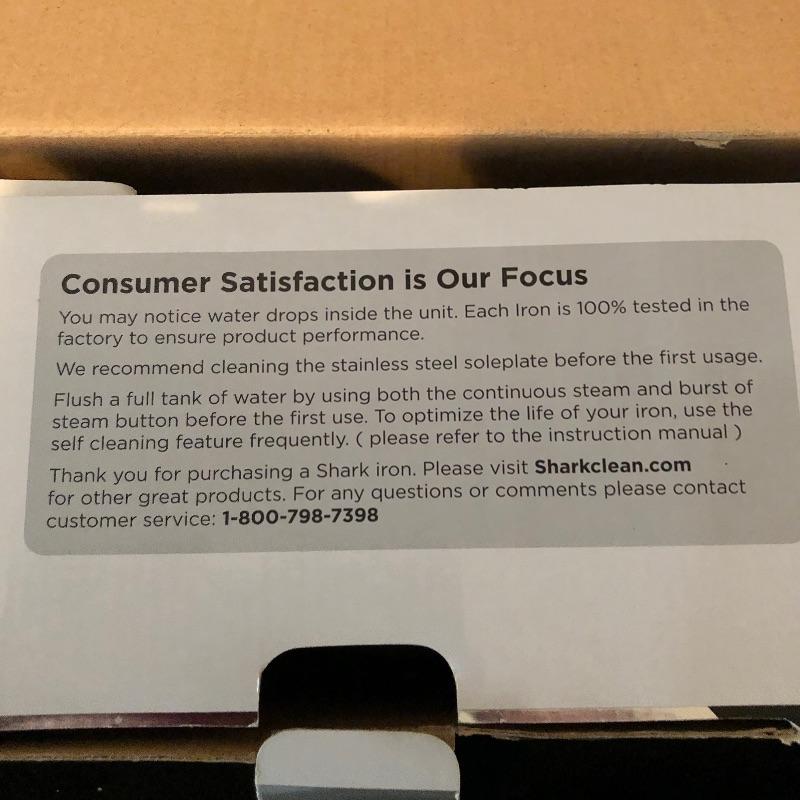 Consumer Satisfaction is Our Focus
You may notice water drops inside the unit. Each Iron is 100% tested in the
factory to ensure product performance.
We recommend cleaning the stainless steel soleplate before the first usage.
Flush a full tank of water by using both the continuous steam and burst of
steam button before the first use. To optimize the life of your iron, use the
self cleaning feature frequently. ( please refer to the instruction manual )
Thank you for purchasing a Shark iron. Please visit Sharkclean.com
for other great products. For any questions or comments please contact
customer service: 1-800-798-7398